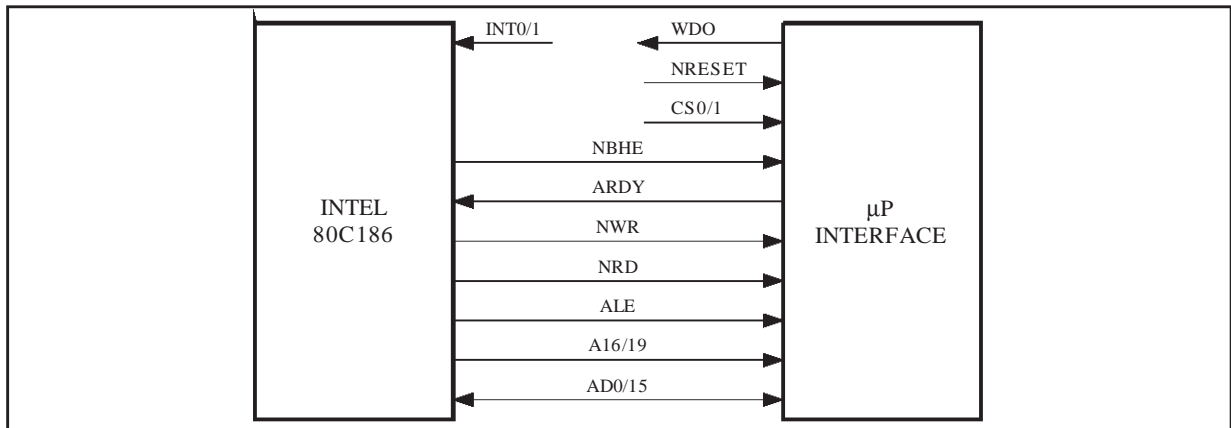 INT0/1
WDO
NRESET
CS0/1
NBHE
ARDY
INTEL
80C186
µP
INTERFACE
NWR
NRD
ALE
A16/19
AD0/15